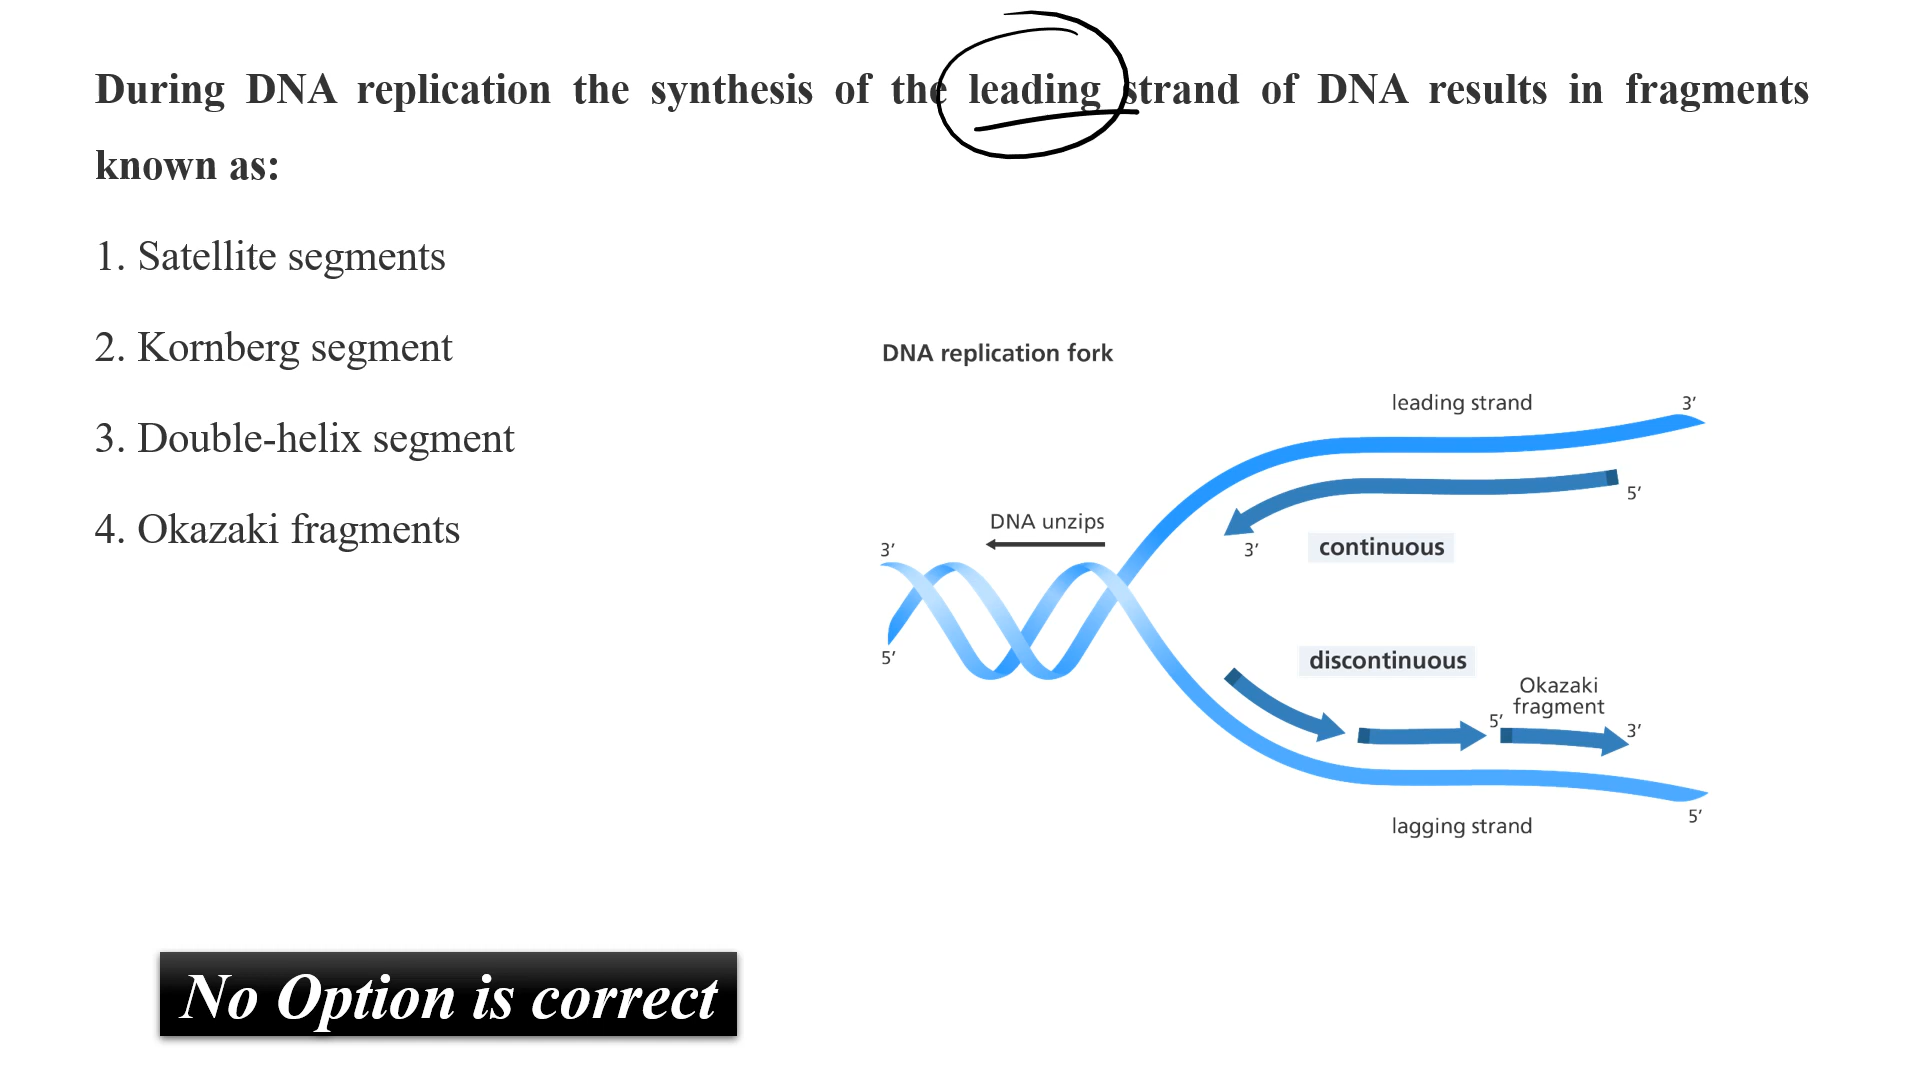 During DNA replication the synthesis of the leading strand of DNA results in fragments
known as:
1. Satellite segments
2. Kornberg segment
3. Double-helix segment
4. Okazaki fragments
DNA replication fork
leading strand
3’
5’
DNA unzips
3’
3’
continuous
5’
discontinuous
Okazaki
fragment
5’
3’
5’
lagging strand
No Option is correct